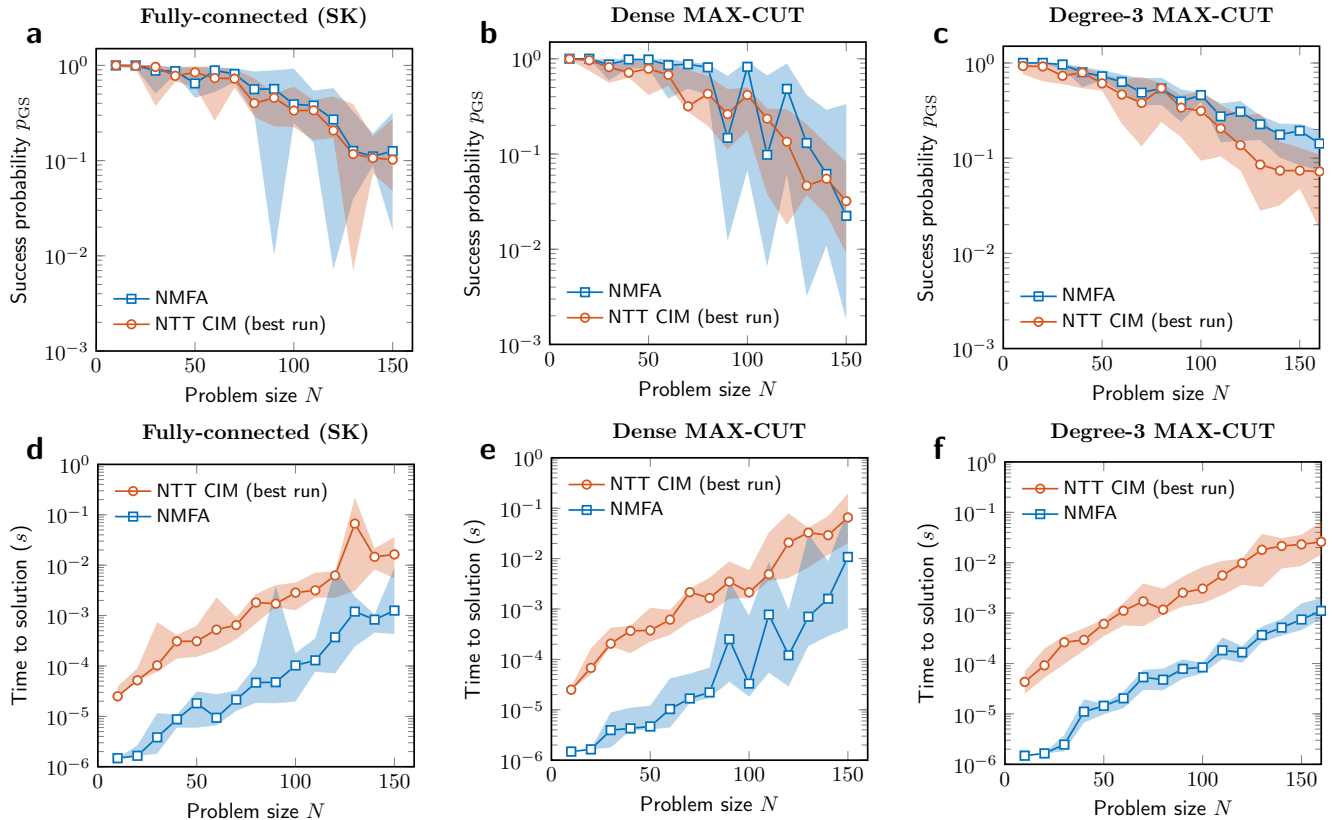 Fully-connected (SK)
a
10^0
10^−1
10^−2
10^−3
Success probability p_GS
NMFA
NTT CIM (best run)
0 50 100 150
Problem size N
Dense MAX-CUT
b
10^0
10^−1
10^−2
10^−3
Success probability p_GS
NMFA
NTT CIM (best run)
0 50 100 150
Problem size N
Degree-3 MAX-CUT
c
10^0
10^−1
10^−2
10^−3
Success probability p_GS
NMFA
NTT CIM (best run)
0 50 100 150
Problem size N
Fully-connected (SK)
d
10^0
10^−1
10^−2
10^−3
10^−4
10^−5
10^−6
Time to solution (s)
NTT CIM (best run)
NMFA
0 50 100 150
Problem size N
Dense MAX-CUT
e
10^0
10^−1
10^−2
10^−3
10^−4
10^−5
10^−6
Time to solution (s)
NTT CIM (best run)
NMFA
0 50 100 150
Problem size N
Degree-3 MAX-CUT
f
10^0
10^−1
10^−2
10^−3
10^−4
10^−5
10^−6
Time to solution (s)
NTT CIM (best run)
NMFA
0 50 100 150
Problem size N